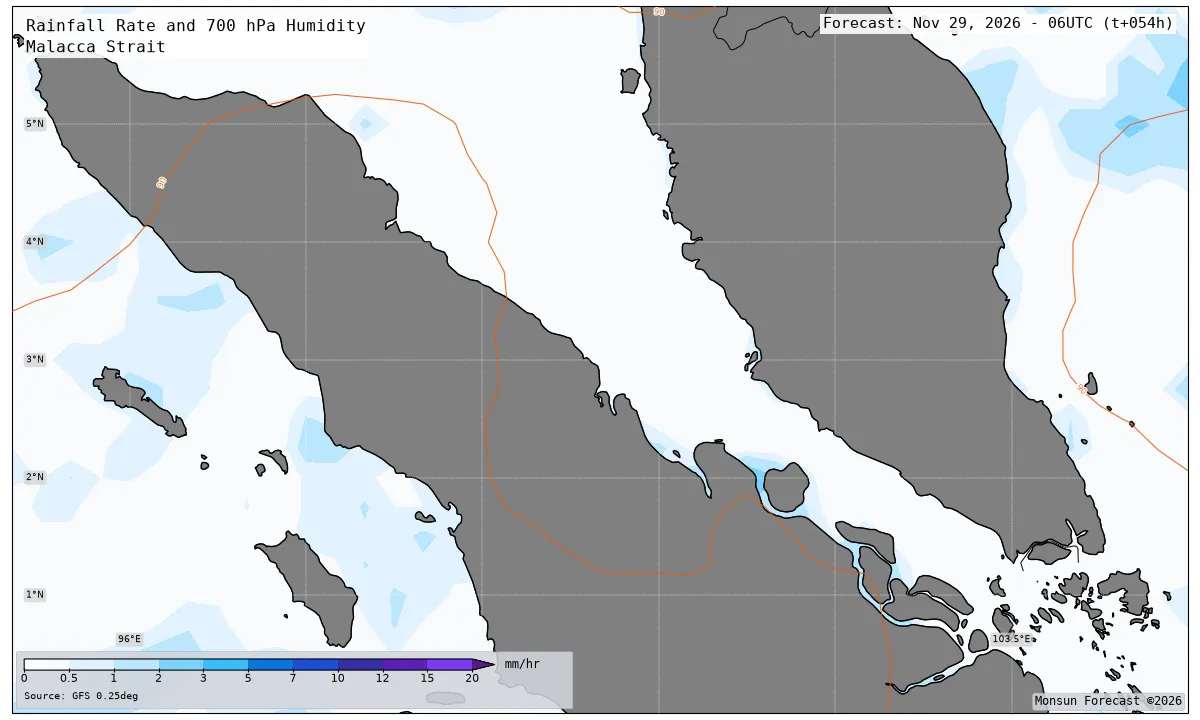 Rainfall Rate and 700 hPa Humidity
Malacca Strait
Forecast: Nov 29, 2026 - 06UTC (t+054h)
90
5°N
90
4°N
3°N
90
2°N
1°N
96°E
103.5°E
mm/hr
0 0.5 1 2 3 5 7 10 12 15 20
Source: GFS 0.25deg
Monsun Forecast ©2026